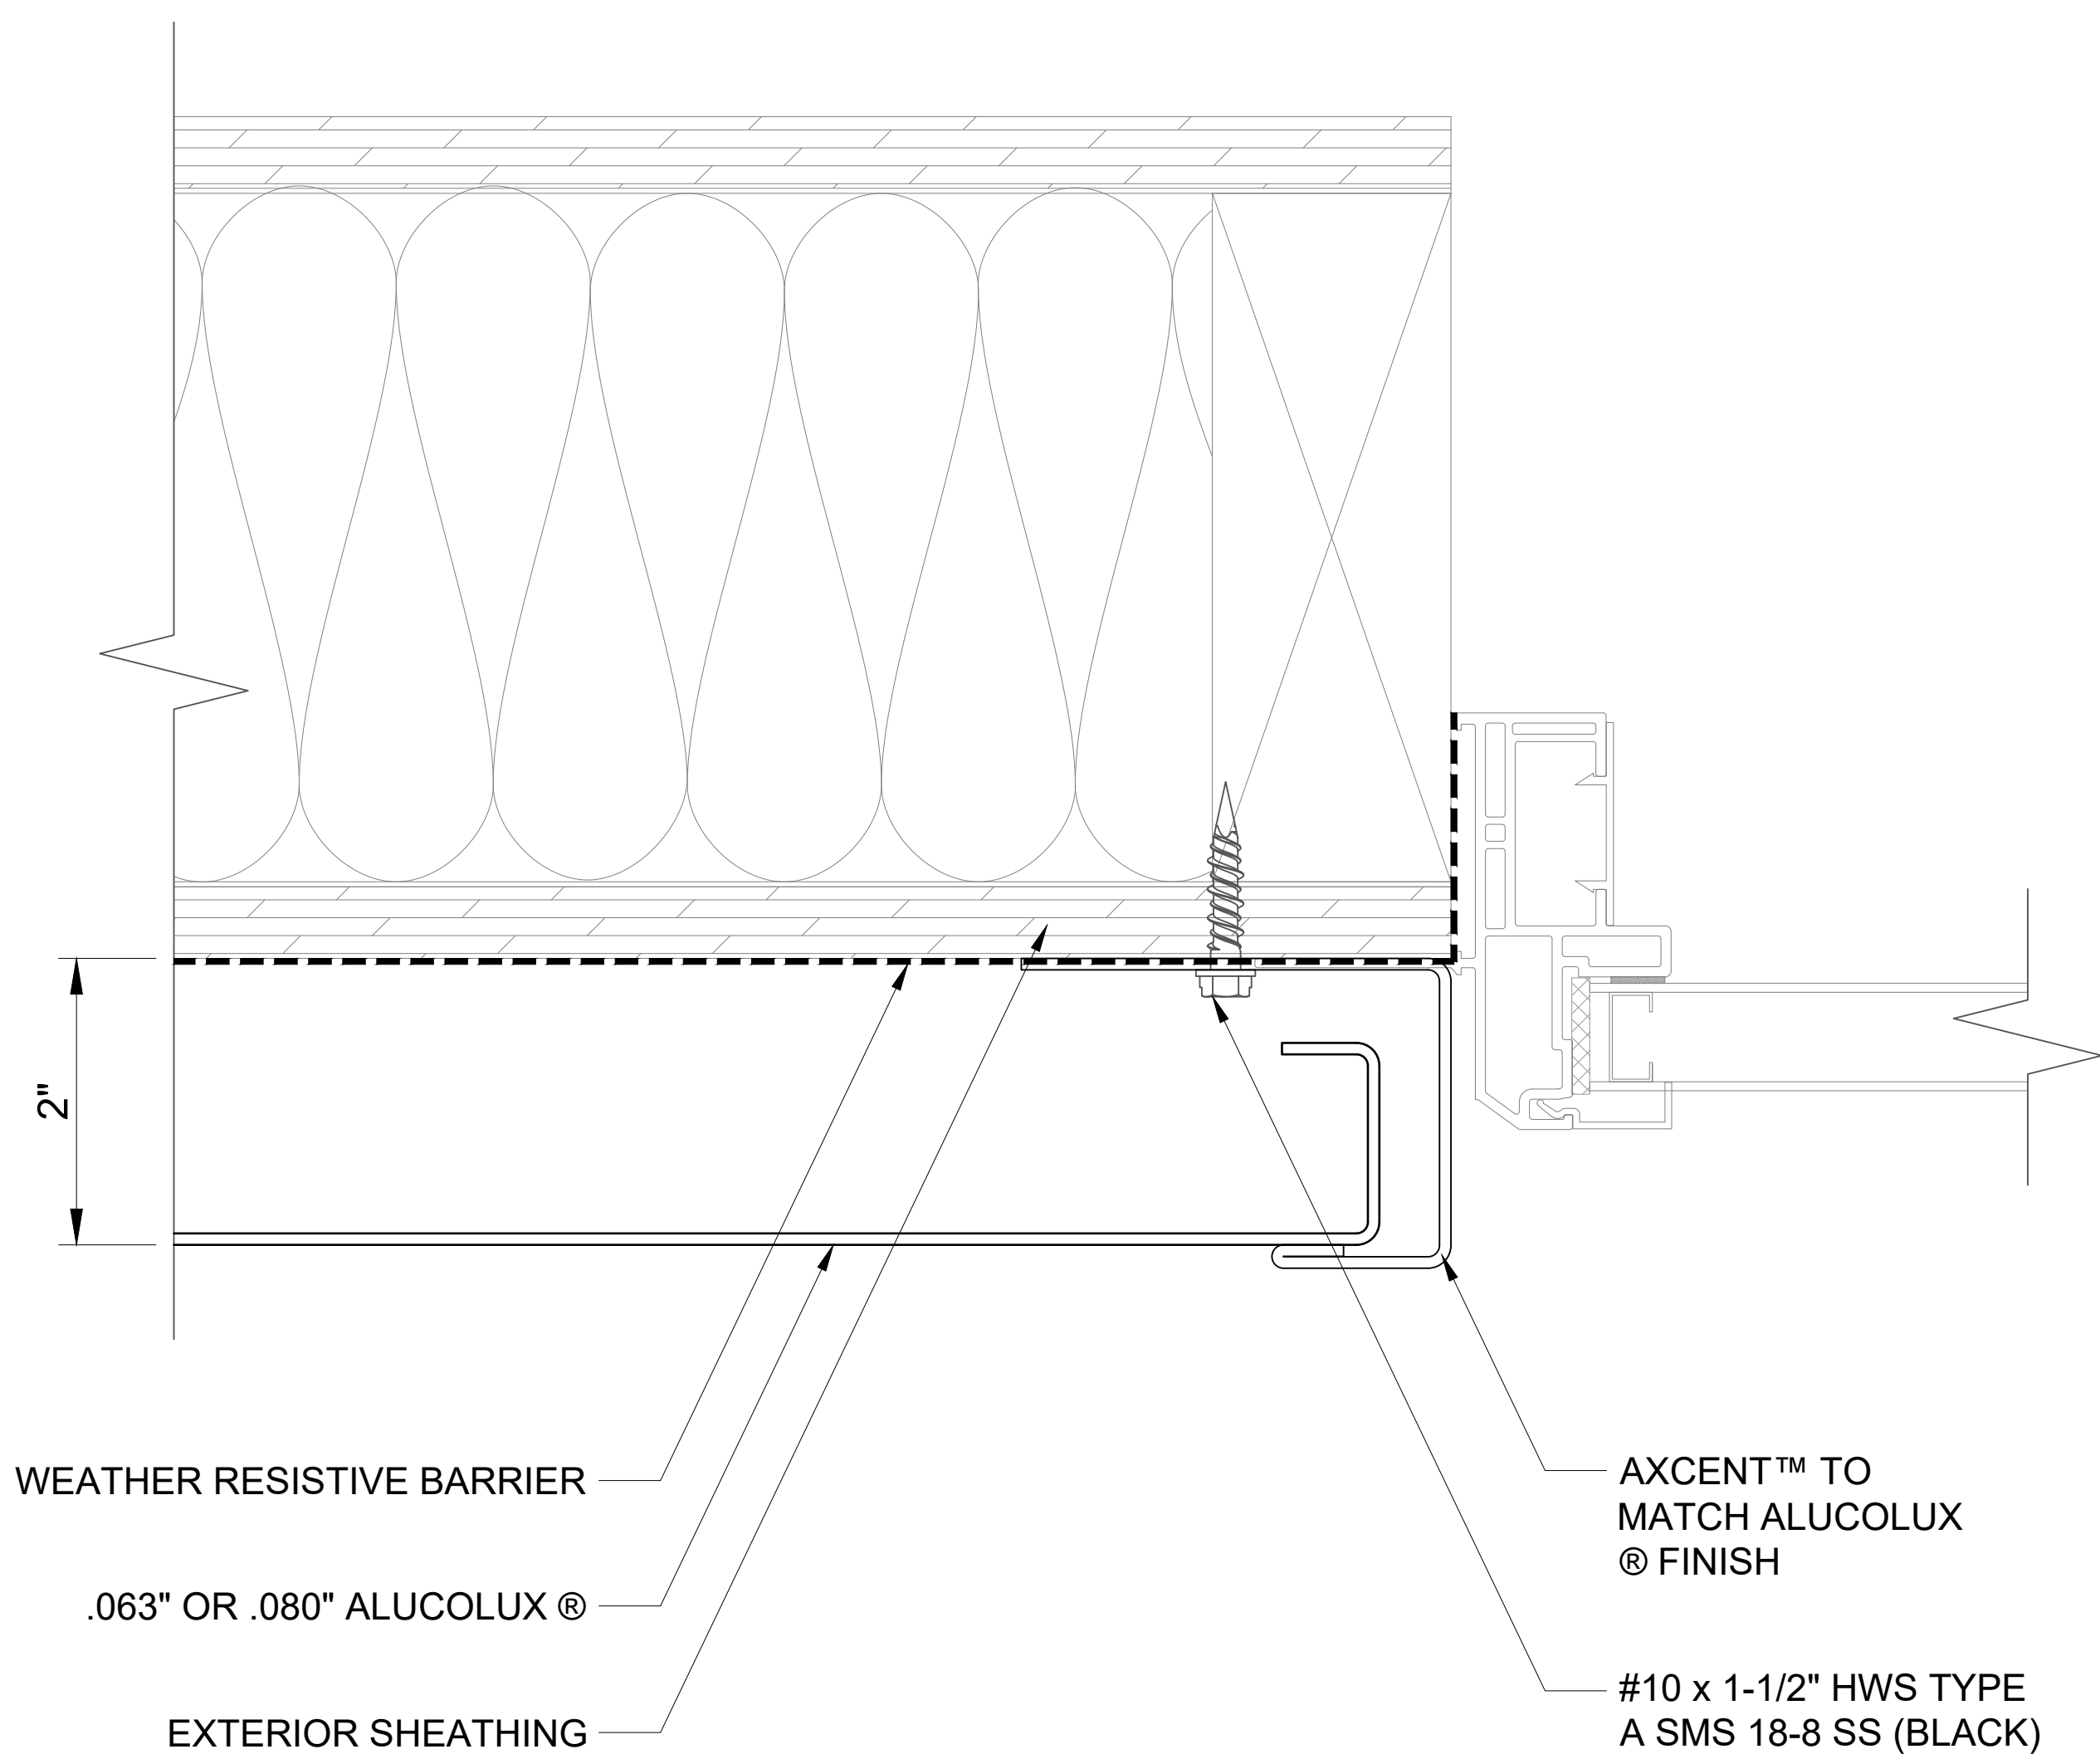 2"
WEATHER RESISTIVE BARRIER
.063" OR .080" ALUCOLUX ®
EXTERIOR SHEATHING
AXCENT™ TO
MATCH ALUCOLUX
® FINISH
#10 x 1-1/2" HWS TYPE
A SMS 18-8 SS (BLACK)